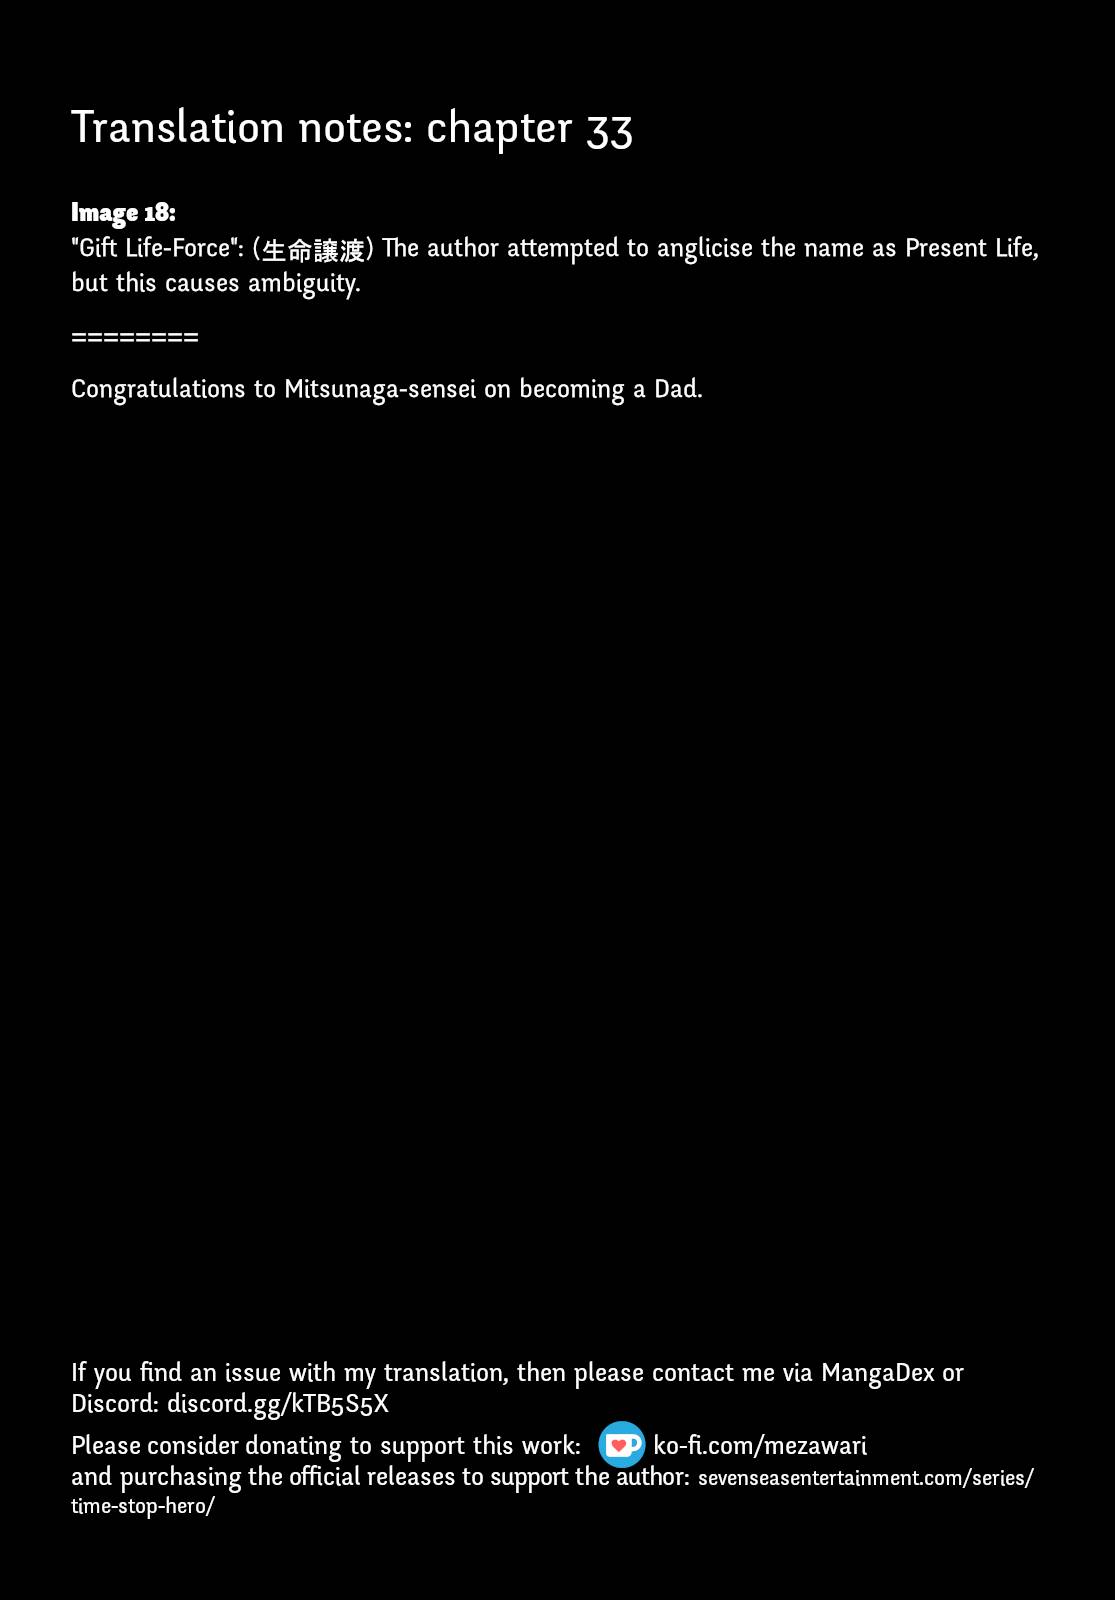 Translation notes: chapter 33
Image 18:
"Gift Life-Force": (生命譲渡) The author attempted to anglicise the name as Present Life,
but this causes ambiguity.
========
Congratulations to Mitsunaga-sensei on becoming a Dad.
If you find an issue with my translation, then please contact me via MangaDex or
Discord: discord.gg/kTB5S5X
Please consider donating to support this work: ko-fi.com/mezawari
and purchasing the official releases to support the author: sevenseasentertainment.com/series/
time-stop-hero/